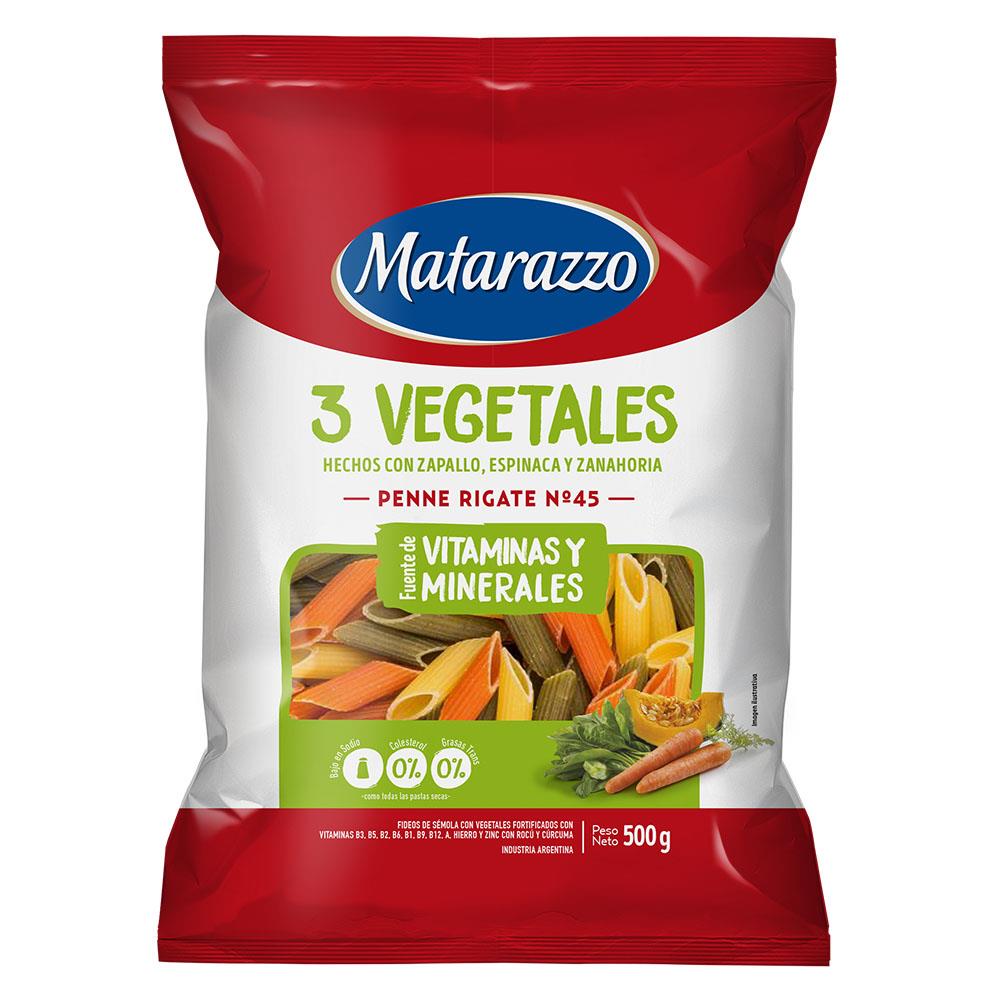 Matarazzo
3 VEGETALES
HECHOS CON ZAPALLO, ESPINACA Y ZANAHORIA
PENNE RIGATE Nº45
Fuente de
VITAMINAS Y
MINERALES
Imagen ilustrativa
Bajo en Sodio
Colesterol
0%
Grasas Trans
0%
-como todas las pastas secas-
FIDEOS DE SÉMOLA CON VEGETALES FORTIFICADOS CON
VITAMINAS B3, B5, B2, B6, B1, B9, B12, A, HIERRO Y ZINC CON ROCÚ Y CÚRCUMA
INDUSTRIA ARGENTINA
Peso
Neto 500 g